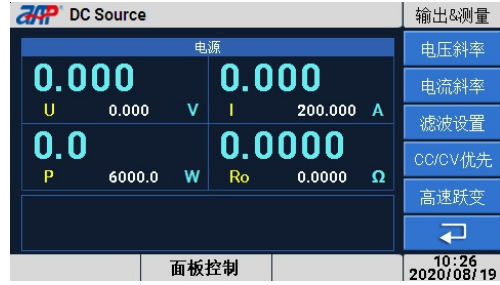 AAP DC Source
输出&测量
电源
0.000
U 0.000 V
0.000
I 200.000 A
0.0
P 6000.0 W
0.0000
Ro 0.0000 Ω
电压斜率
电流斜率
滤波设置
CC/CV优先
高速跃变
面板控制
10:26
2020/08/19